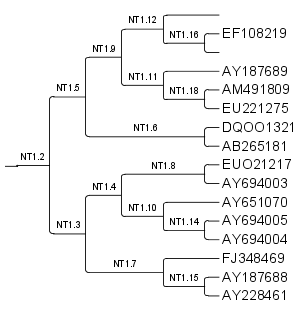 NT1.12
EF108219
NT1.16
NT1.9
AY187689
NT1.11
AM491809
NT1.5
NT1.18
EU221275
NT1.6
DQOO1321
AB265181
NT1.2
NT1.8
EUO21217
AY694003
NT1.4
AY651070
NT1.10
AY694005
NT1.14
NT1.3
AY694004
FJ348469
NT1.7
AY187688
NT1.15
AY228461